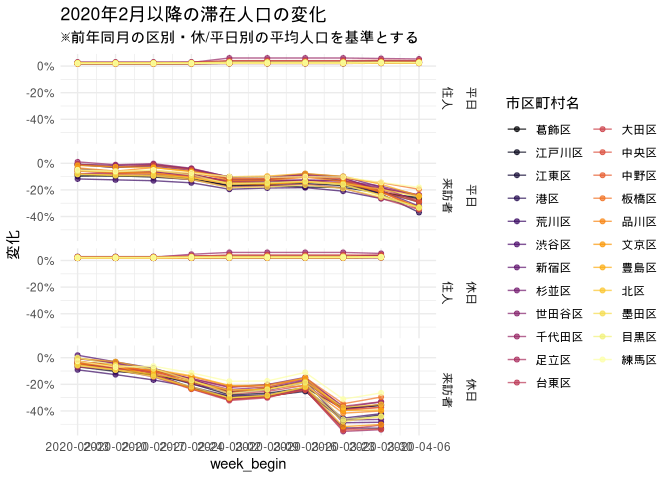 2020年2月以降の滞在人口の変化
※前年同月の区別・休/平日別の平均人口を基準とする
変化
0%
-20%
-40%
平日
住人
0%
-20%
-40%
平日
来訪者
0%
-20%
-40%
休日
住人
0%
-20%
-40%
休日
来訪者
week_begin
市区町村名
葛飾区
江戸川区
江東区
港区
荒川区
渋谷区
新宿区
杉並区
世田谷区
千代田区
足立区
台東区
大田区
中央区
中野区
板橋区
品川区
文京区
豊島区
北区
墨田区
目黒区
練馬区